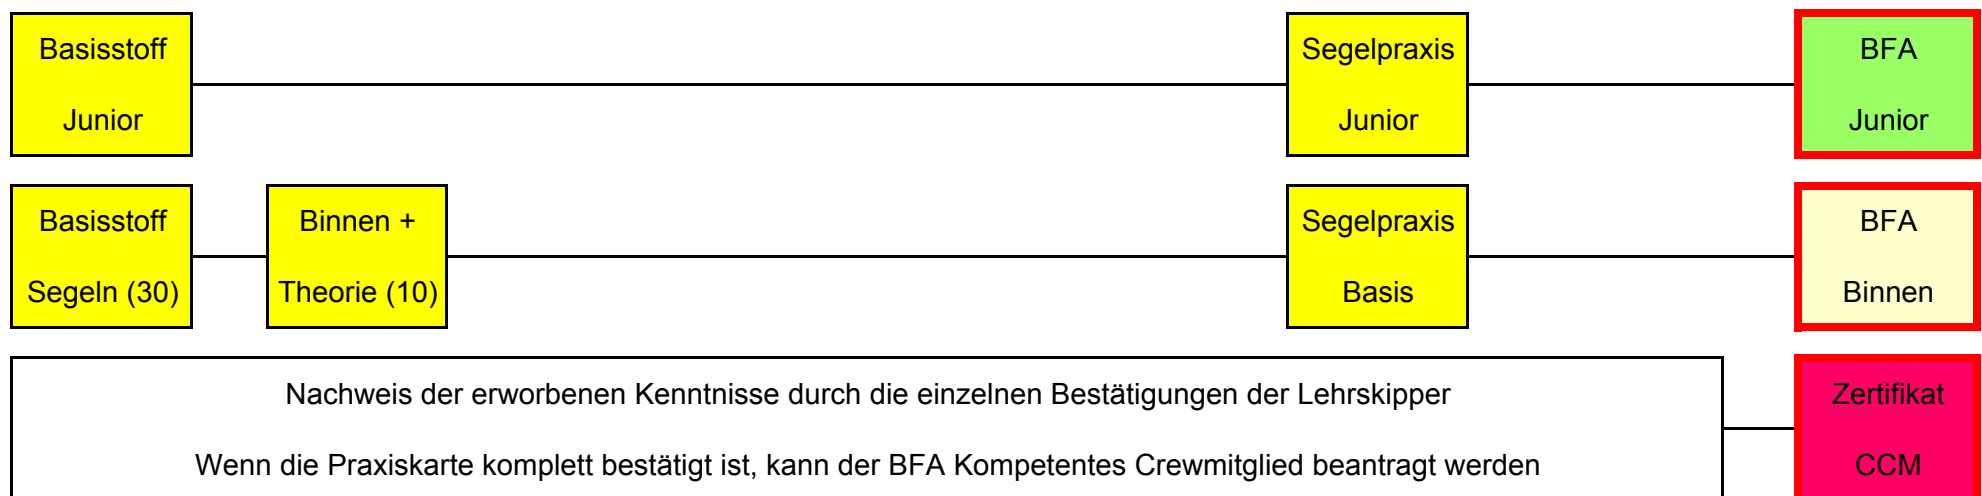 Basisstoff
Junior
Segelpraxis
Junior
BFA
Junior
Basisstoff
Segeln (30)
Binnen +
Theorie (10)
Segelpraxis
Basis
BFA
Binnen
Nachweis der erworbenen Kenntnisse durch die einzelnen Bestätigungen der Lehrskipper
Wenn die Praxiskarte komplett bestätigt ist, kann der BFA Kompetentes Crewmitglied beantragt werden
Zertifikat
CCM